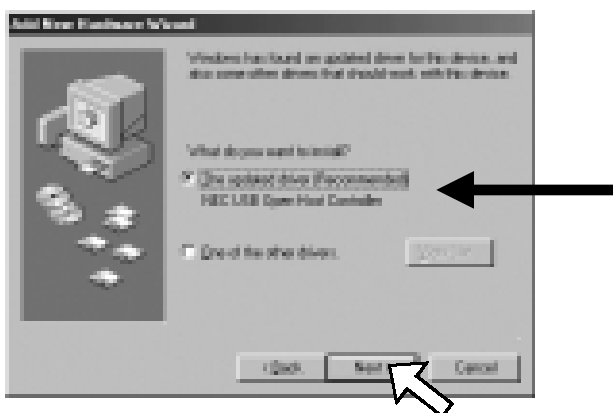 Add New Hardware Wizard
Windows has found an updated driver for this device, and
also some other drivers that should work with this device.
What do you want to install?
The updated driver (Recommended)
NEC USB Open Host Controller
One of the other drivers.
< Back
Next
Cancel